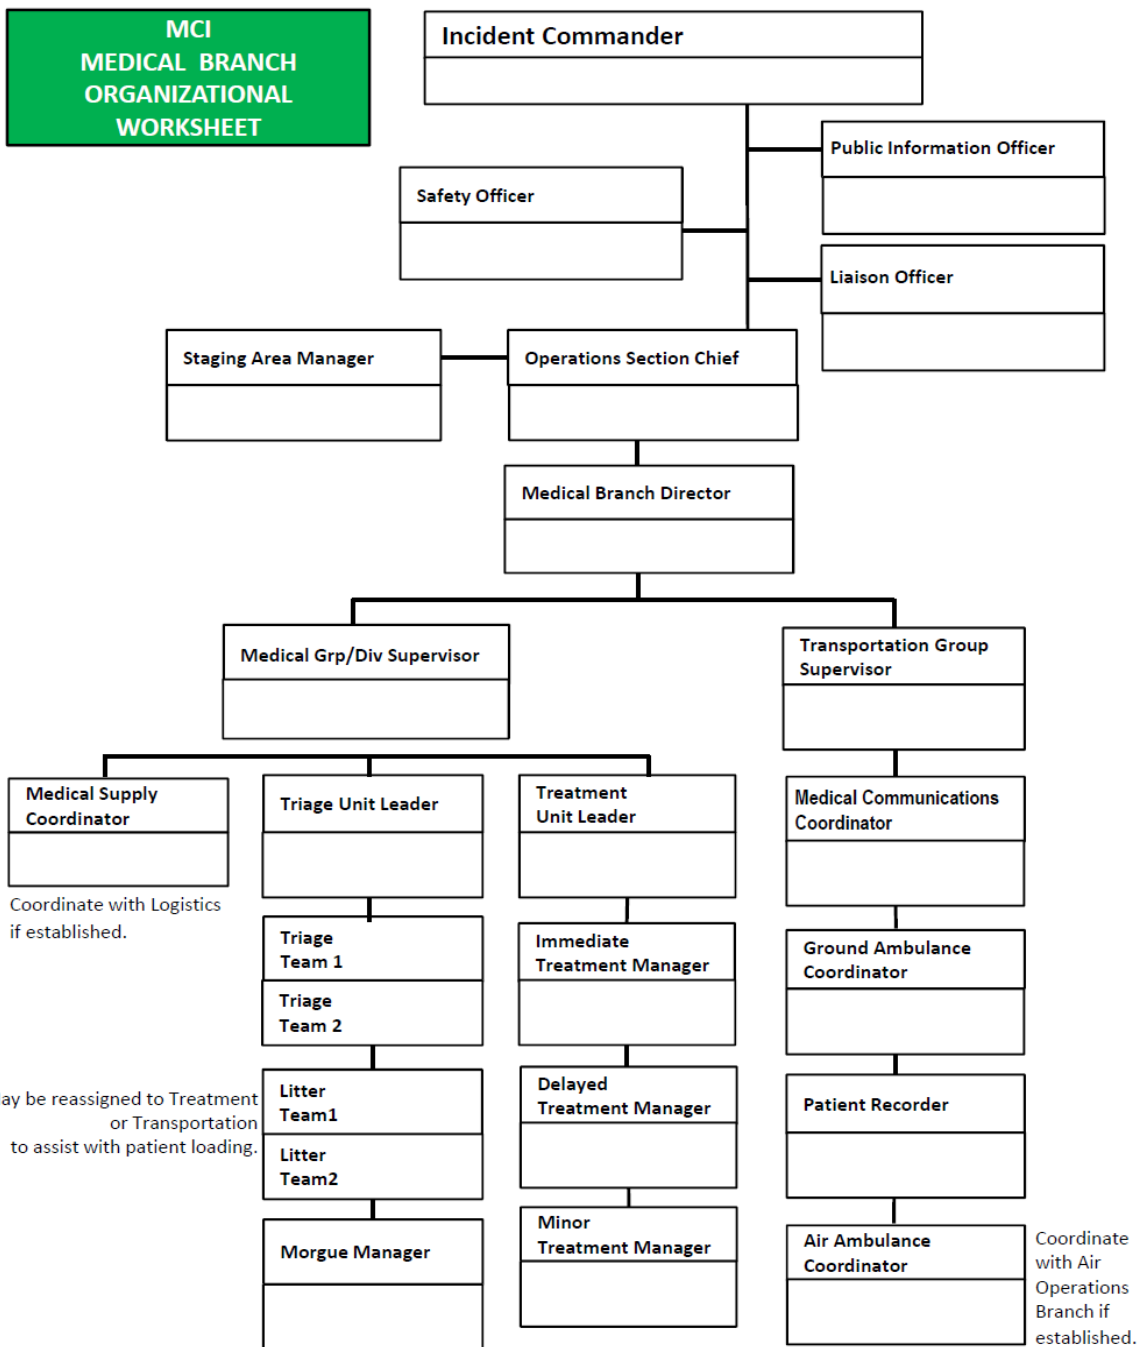 MCI
MEDICAL BRANCH
ORGANIZATIONAL
WORKSHEET
Incident Commander
Public Information Officer
Safety Officer
Liaison Officer
Staging Area Manager
Operations Section Chief
Medical Branch Director
Medical Grp/Div Supervisor
Transportation Group
Supervisor
Medical Supply
Coordinator
Coordinate with Logistics
if established.
Triage Unit Leader
Treatment
Unit Leader
Medical Communications
Coordinator
Triage
Team 1
Triage
Team 2
Immediate
Treatment Manager
Ground Ambulance
Coordinator
be reassigned to Treatment
or Transportation
to assist with patient loading.
Litter
Team1
Litter
Team2
Delayed
Treatment Manager
Patient Recorder
Morgue Manager
Minor
Treatment Manager
Air Ambulance
Coordinator
Coordinate
with Air
Operations
Branch if
established.